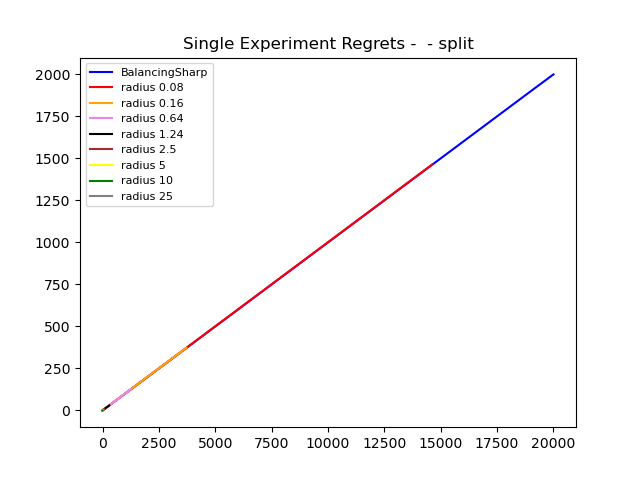 Single Experiment Regrets -  - split
BalancingSharp
radius 0.08
radius 0.16
radius 0.64
radius 1.24
radius 2.5
radius 5
radius 10
radius 25
2000
1750
1500
1250
1000
750
500
250
0
0 2500 5000 7500 10000 12500 15000 17500 20000